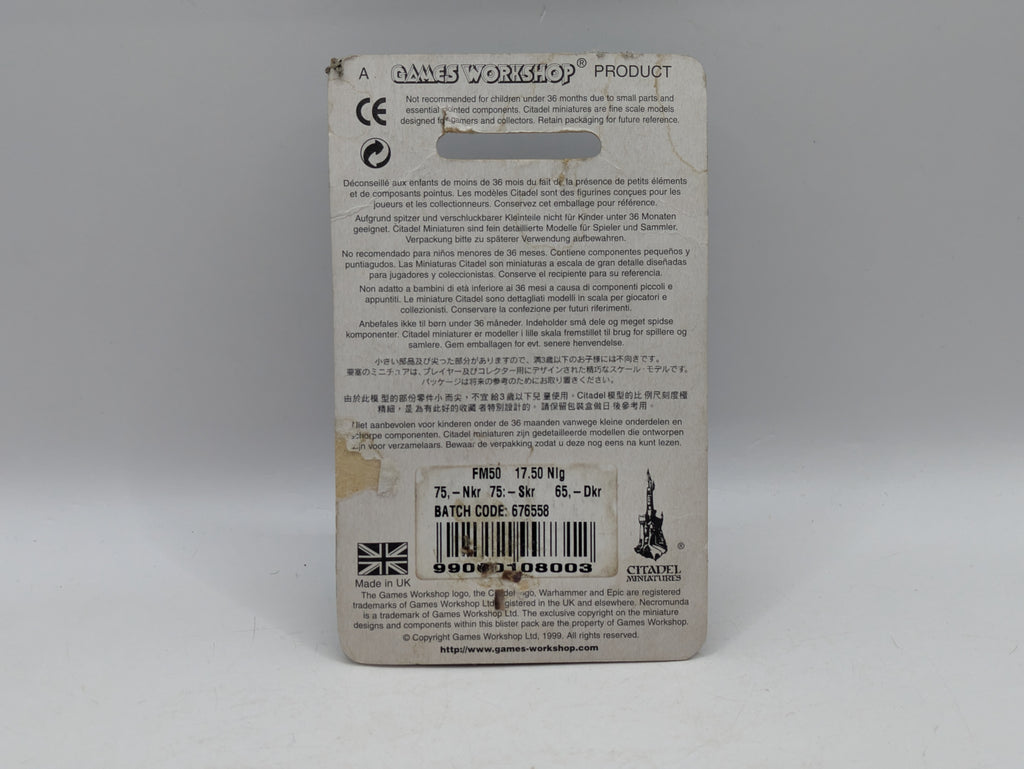 A GAMES WORKSHOP® PRODUCT
CE
Not recommended for children under 36 months due to small parts and
essential pointed components. Citadel miniatures are fine scale models
designed for gamers and collectors. Retain packaging for future reference.
Déconseillé aux enfants de moins de 36 mois du fait de la présence de petits éléments
et de composants pointus. Les modèles Citadel sont des figurines conçues pour les
joueurs et les collectionneurs. Conservez cet emballage pour référence.
Aufgrund spitzer und verschluckbarer Kleinteile nicht für Kinder unter 36 Monaten
geeignet. Citadel Miniaturen sind fein detaillierte Modelle für Spieler und Sammler.
Verpackung bitte zu späterer Verwendung aufbewahren.
No recomendado para niños menores de 36 meses. Contiene componentes pequeños y
puntiagudos. Las Miniaturas Citadel son miniaturas a escala de gran detalle diseñadas
para jugadores y coleccionistas. Conserve el recipiente para su referencia.
Non adatto a bambini di età inferiore ai 36 mesi a causa di componenti piccoli e
appuntiti. Le miniature Citadel sono dettagliati modelli in scala per giocatori e
collezionisti. Conservare la confezione per futuri riferimenti.
Anbefales ikke til børn under 36 måneder. Indeholder små dele og meget spidse
komponenter. Citadel miniaturer er modeller i lille skala fremstillet til brug for spillere og
samlere. Gem emballagen for evt. senere henvendelse.
小さい部品及び尖った部分がありますので、満3歳以下のお子様には不向きです。
要塞のミニチュアは、プレイヤー及びコレクター用にデザインされた精巧なスケール・モデルです。
パッケージは将来の参考のためにお取り置きください。
由於此模型的部份零件小而尖，不宜給3歲以下兒童使用。Citadel模型的比例尺刻度極
精細，是為有此好的收藏者特別設計的。請保留包裝盒做日後參考用。
Niet aanbevolen voor kinderen onder de 36 maanden vanwege kleine onderdelen en
scherpe componenten. Citadel miniaturen zijn gedetailleerde modellen die ontworpen
zijn voor verzamelaars. Bewaar de verpakking zodat u deze nog eens na kunt lezen.
FM50 17.50 Nlg
75,-Nkr 75:-Skr 65,-Dkr
BATCH CODE: 676558
99060108003
CITADEL ®
MINIATURES
Made in UK
The Games Workshop logo, the Citadel logo, Warhammer and Epic are registered
trademarks of Games Workshop Ltd, registered in the UK and elsewhere. Necromunda
is a trademark of Games Workshop Ltd. The exclusive copyright on the miniature
designs and components within this blister pack are the property of Games Workshop.
© Copyright Games Workshop Ltd, 1999. All rights reserved.
http://www.games-workshop.com